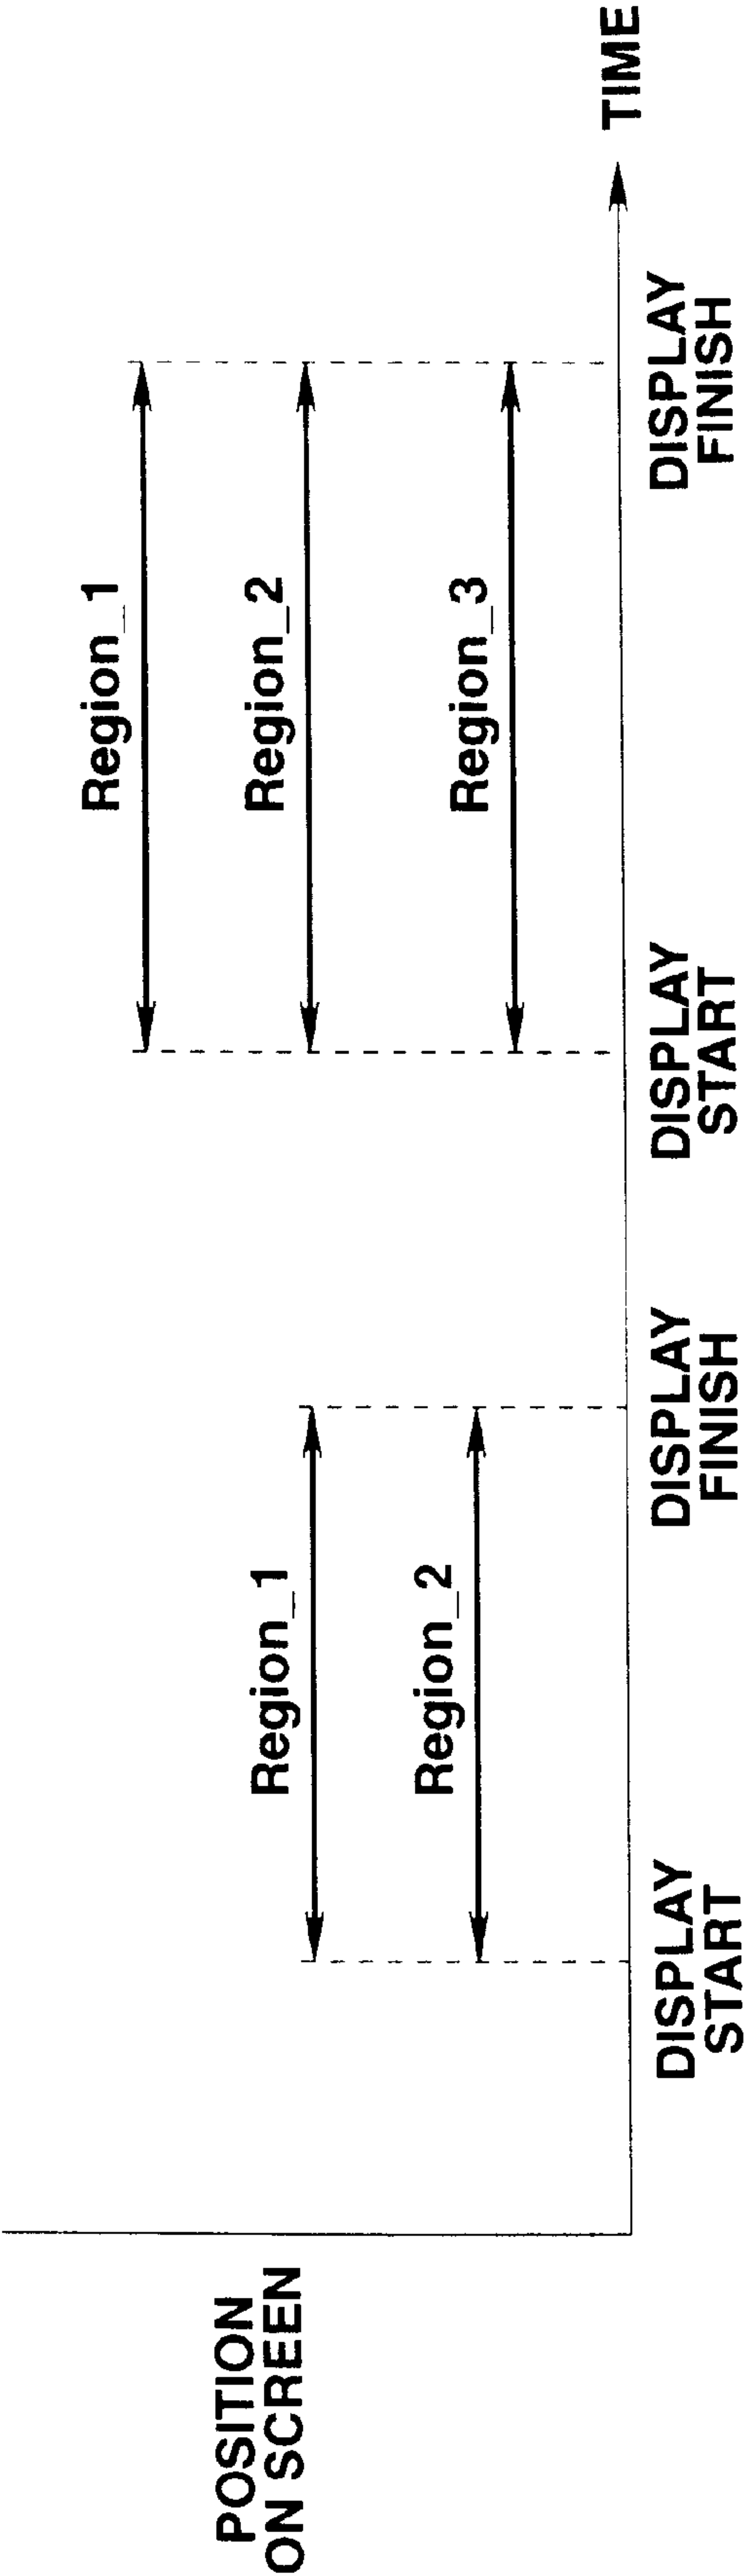 POSITION
ON SCREEN
Region_1
Region_2
Region_1
Region_2
Region_3
DISPLAY
START
DISPLAY
FINISH
DISPLAY
START
DISPLAY
FINISH
TIME